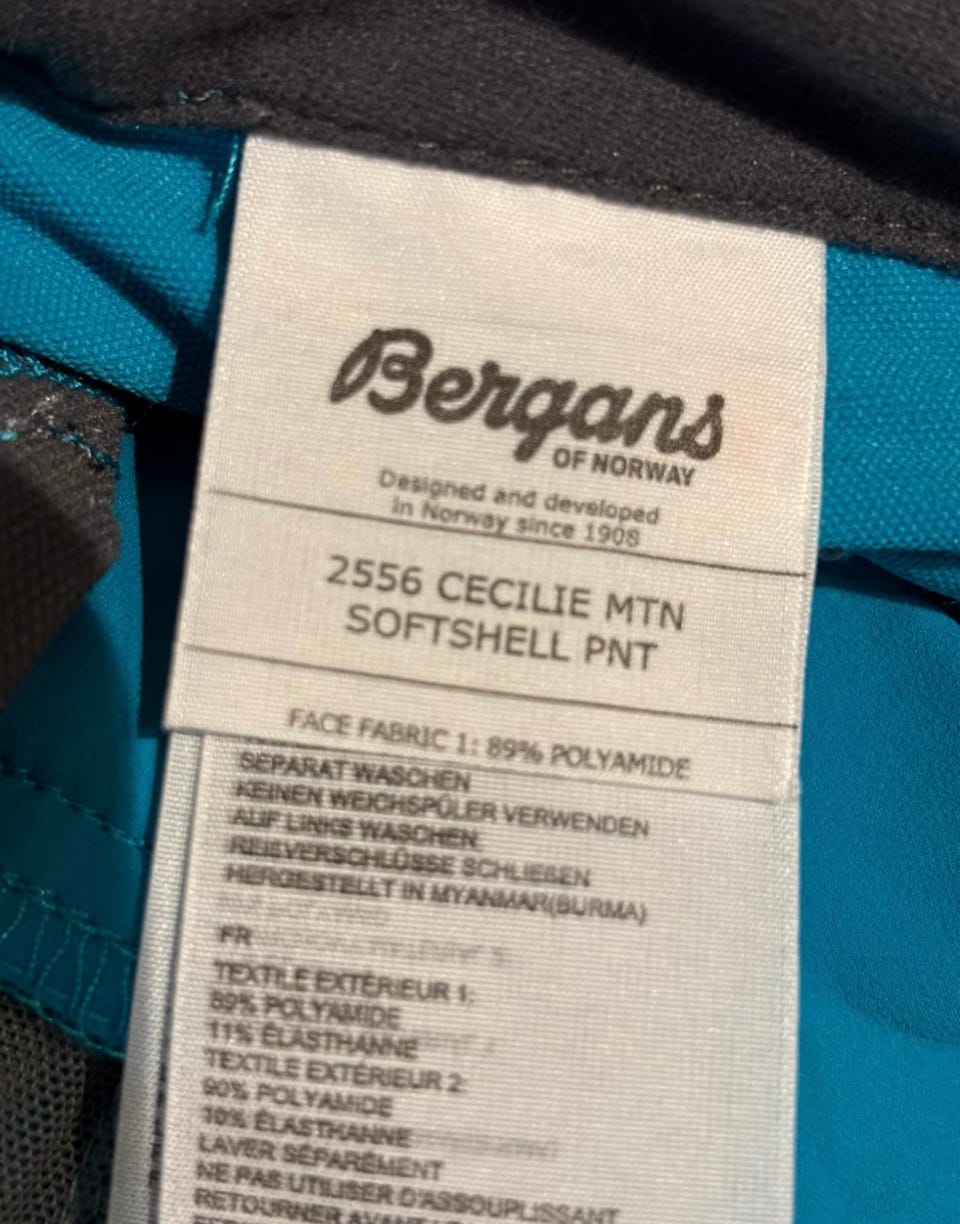 Bergans
OF NORWAY
Designed and developed
in Norway since 1908
2556 CECILIE MTN
SOFTSHELL PNT
FACE FABRIC 1: 89% POLYAMIDE
SEPARAT WASCHEN
KEINEN WEICHSPÜLER VERWENDEN
AUF LINKS WASCHEN
REIßVERSCHLÜSSE SCHLIEßEN
HERGESTELLT IN MYANMAR(BURMA)
FR
TEXTILE EXTÉRIEUR 1:
89% POLYAMIDE
11% ÉLASTHANNE
TEXTILE EXTÉRIEUR 2:
90% POLYAMIDE
10% ÉLASTHANNE
LAVER SÉPARÉMENT
NE PAS UTILISER D'ASSOUPLISSANT
RETOURNER AVANT